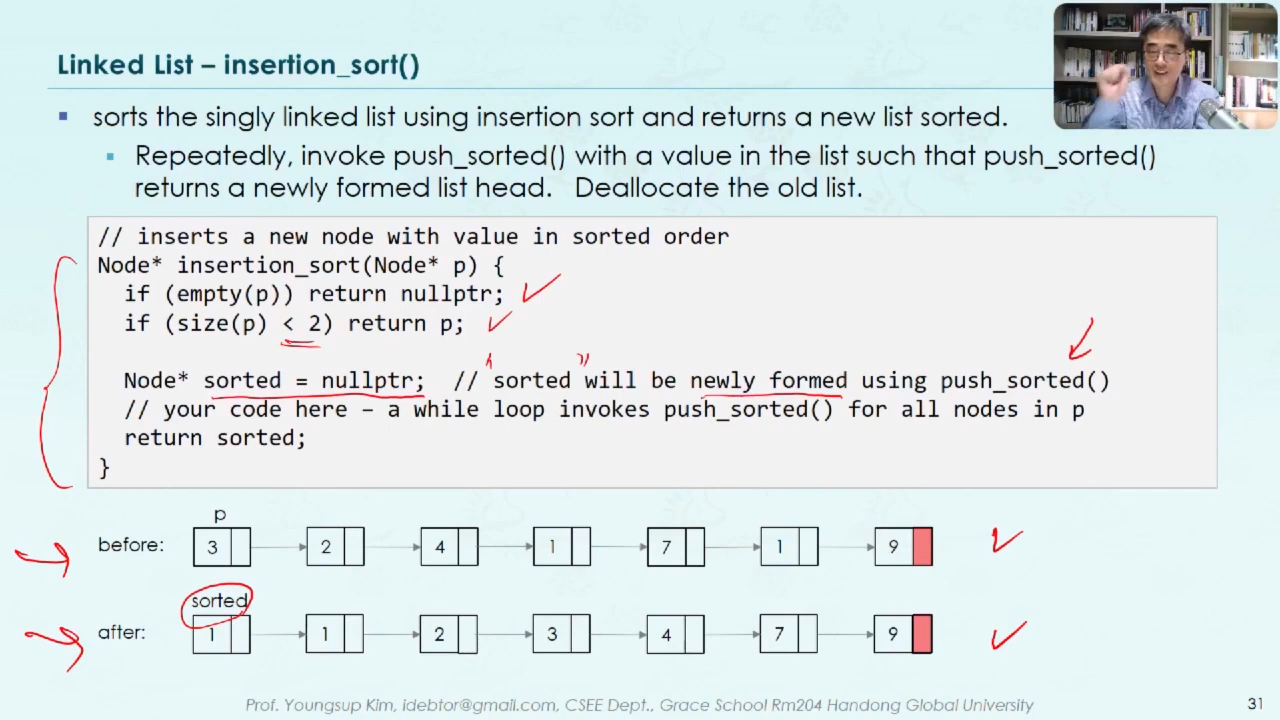 Linked List – insertion_sort()
▪ sorts the singly linked list using insertion sort and returns a new list sorted.
▪ Repeatedly, invoke push_sorted() with a value in the list such that push_sorted()
returns a newly formed list head. Deallocate the old list.
// inserts a new node with value in sorted order
Node* insertion_sort(Node* p) {
if (empty(p)) return nullptr;
if (size(p) < 2) return p;
Node* sorted = nullptr; // sorted will be newly formed using push_sorted()
// your code here – a while loop invokes push_sorted() for all nodes in p
return sorted;
}
p
before: 3 2 4 1 7 1 9
sorted
after: 1 1 2 3 4 7 9
Prof. Youngsup Kim, idebtor@gmail.com, CSEE Dept., Grace School Rm204 Handong Global University
31